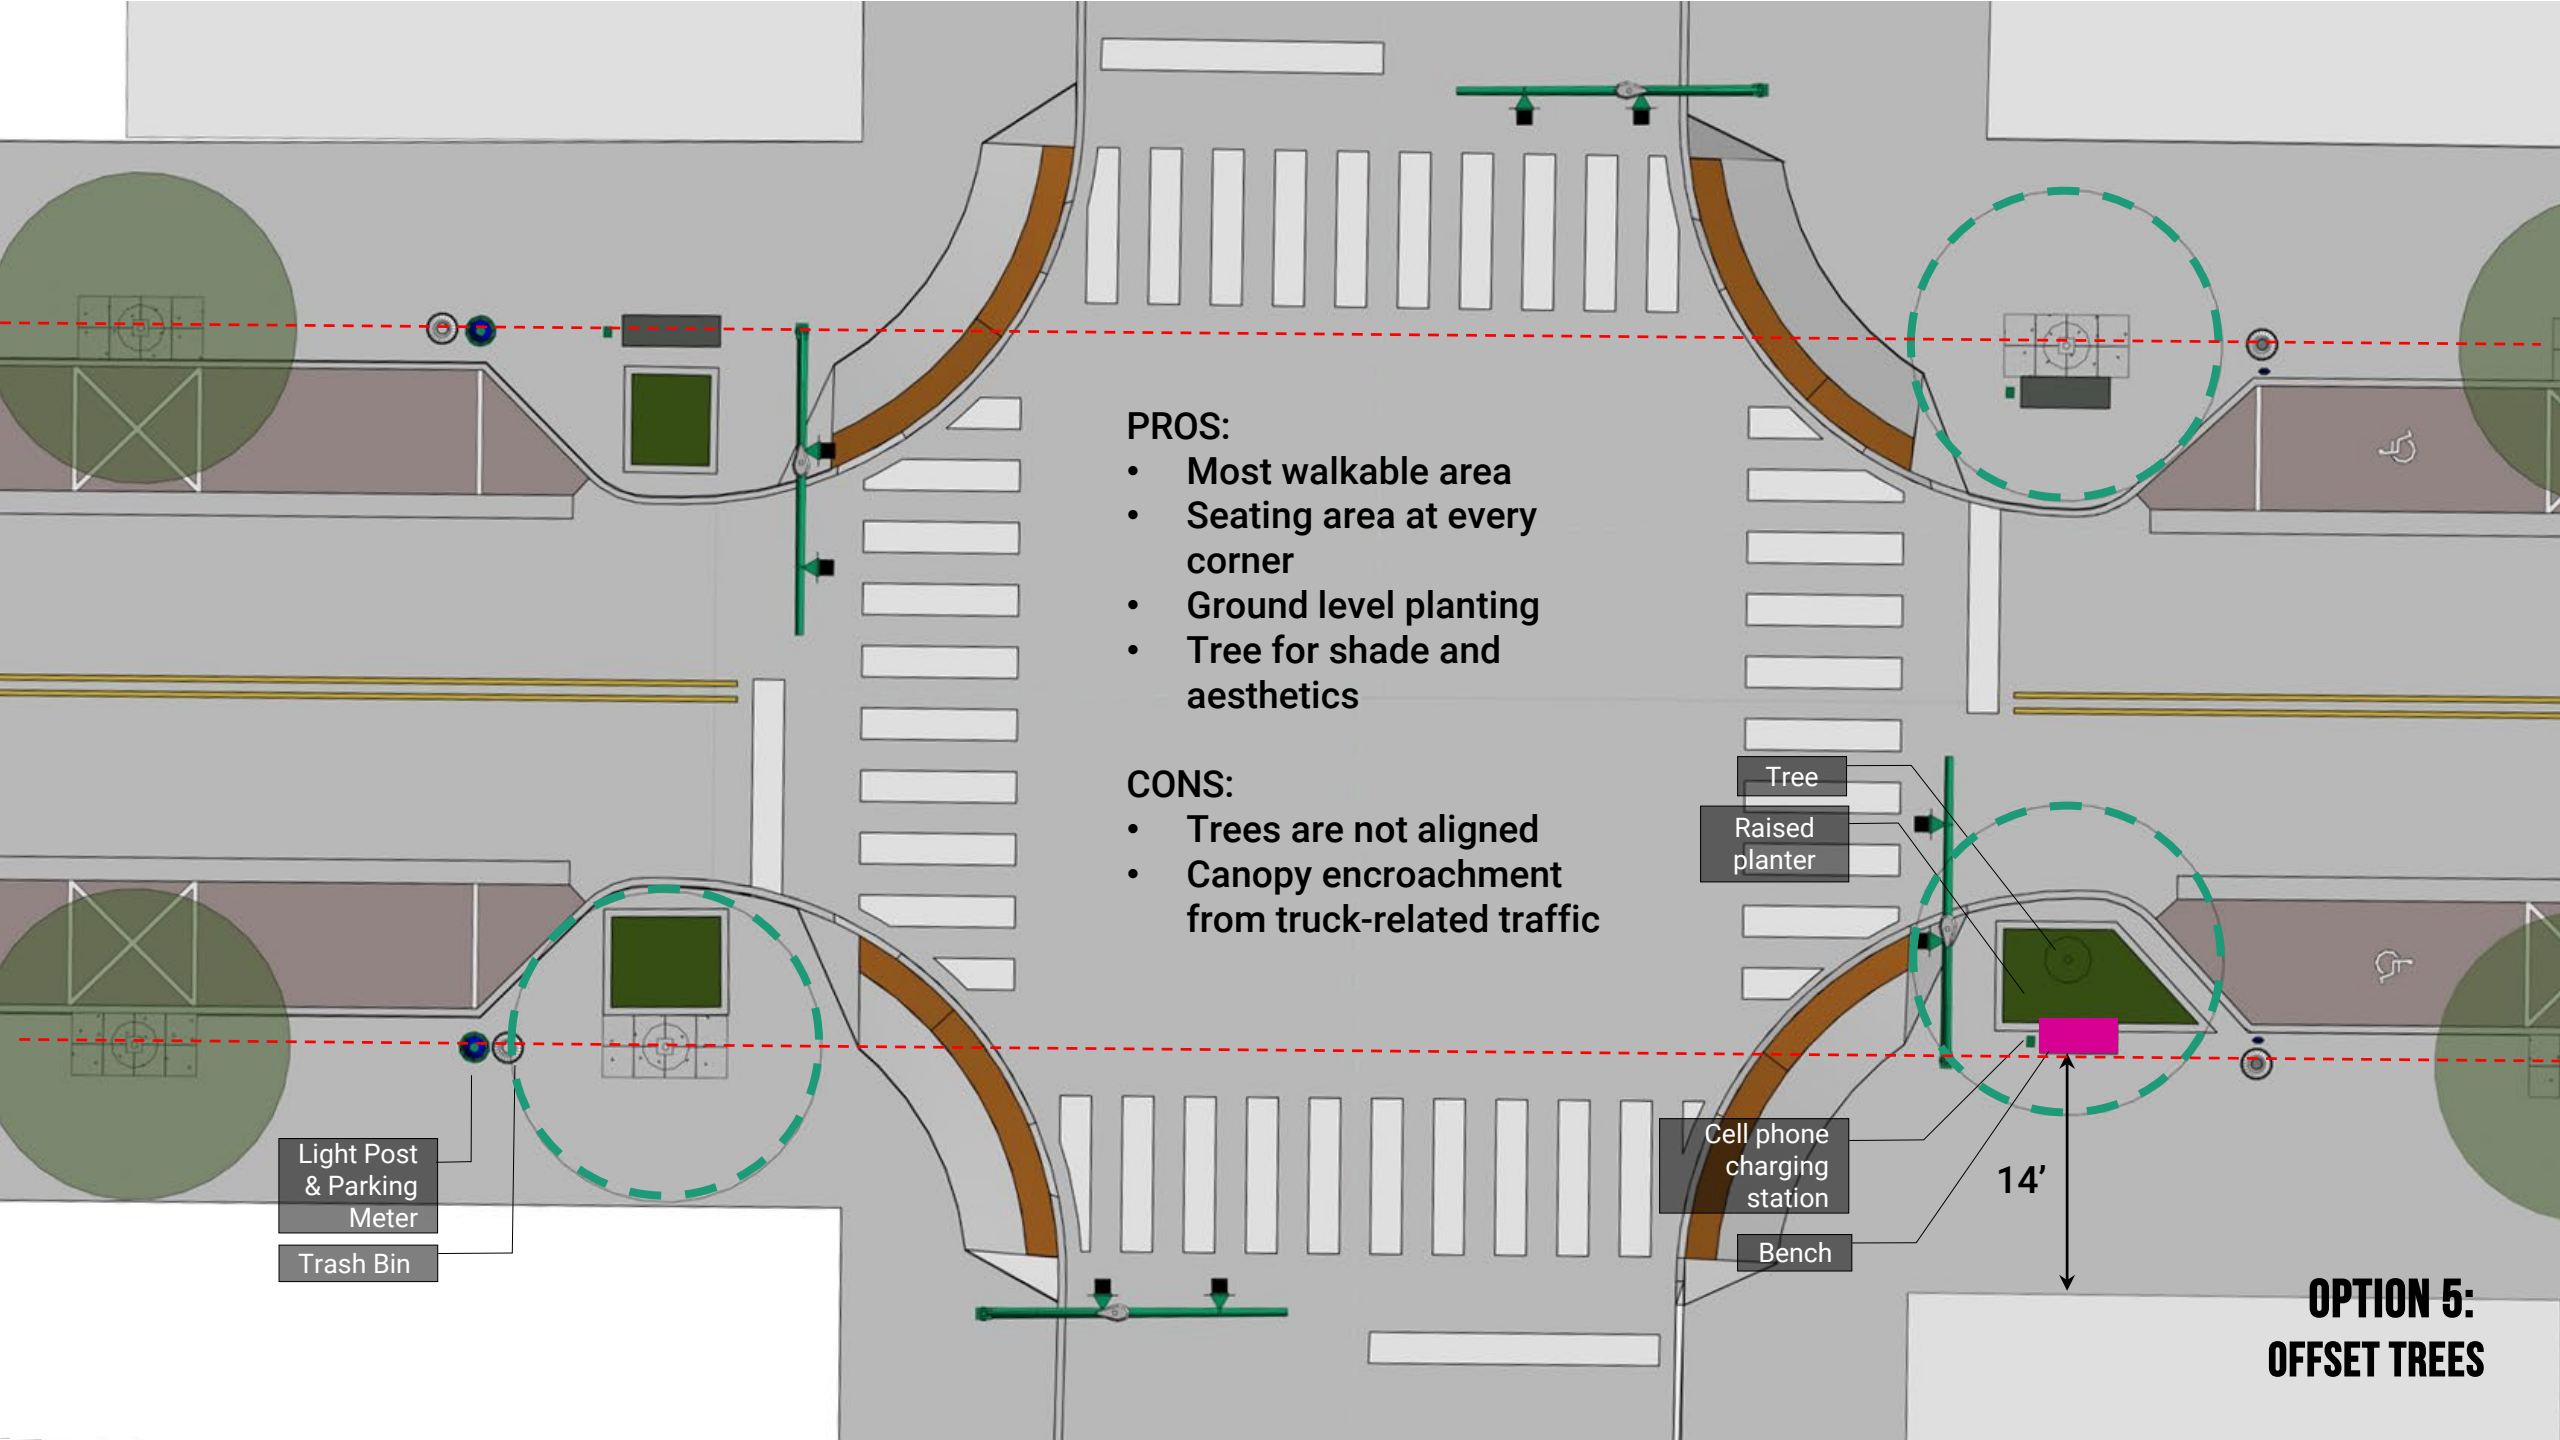 PROS:
• Most walkable area
• Seating area at every
corner
• Ground level planting
• Tree for shade and
aesthetics
CONS:
• Trees are not aligned
• Canopy encroachment
from truck-related traffic
Tree
Raised
planter
Cell phone
charging
station
Bench
14’
Light Post
& Parking
Meter
Trash Bin
OPTION 5:
OFFSET TREES